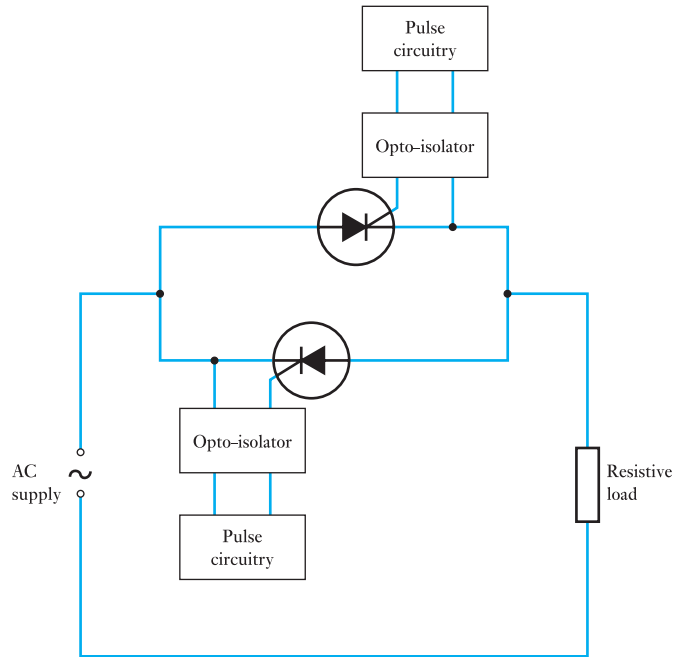 Pulse
circuitry
Opto–isolator
Opto–isolator
AC
supply
Resistive
load
Pulse
circuitry